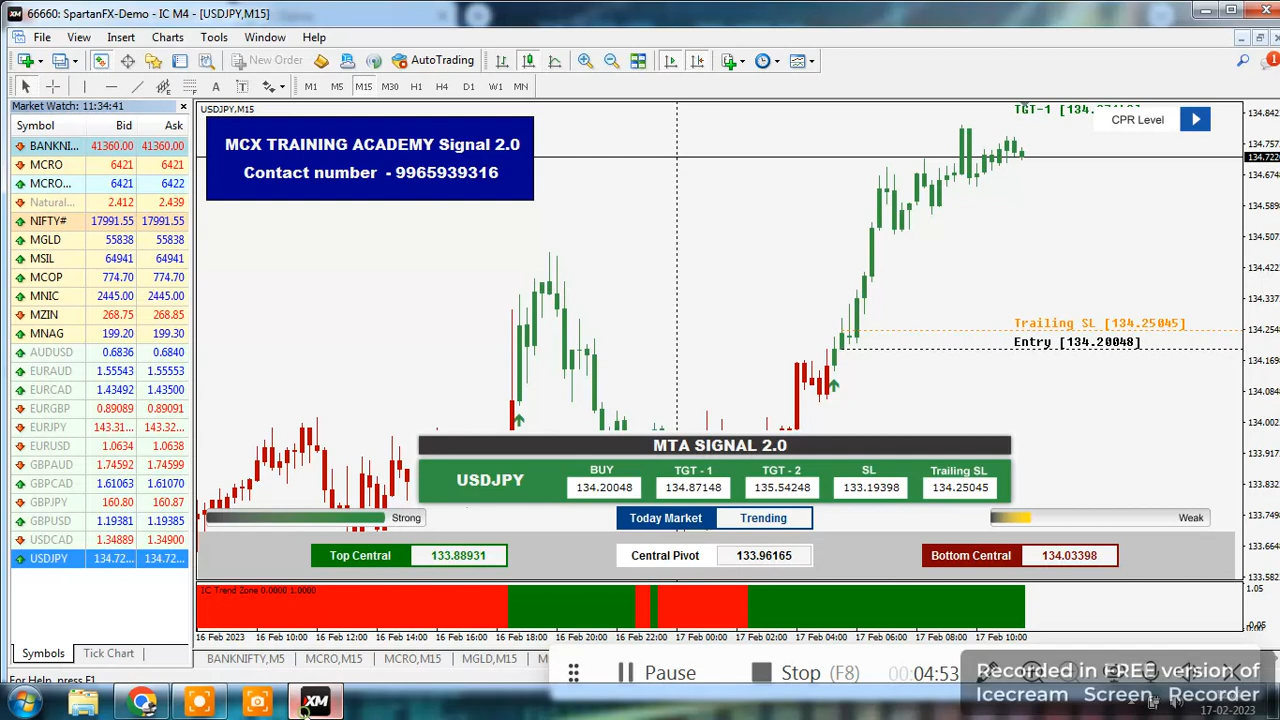 66660: SpartanFX-Demo - IC M4 - [USDJPY,M15]
File View Insert Charts Tools Window Help
New Order AutoTrading
M1 M5 M15 M30 H1 H4 D1 W1 MN
Market Watch: 11:34:41
Symbol Bid Ask
BANKNI... 41360.00 41360.00
MCRO 6421 6421
MCRO... 6421 6422
Natural... 2.412 2.439
NIFTY# 17991.55 17991.55
MGLD 55838 55838
MSIL 64941 64941
MCOP 774.70 774.70
MNIC 2445.00 2445.00
MZIN 268.75 268.85
MNAG 199.20 199.30
AUDUSD 0.6836 0.6840
EURAUD 1.55543 1.55553
EURCAD 1.43492 1.43500
EURGBP 0.89089 0.89091
EURJPY 143.31... 143.32...
EURUSD 1.0634 1.0638
GBPAUD 1.74592 1.74599
GBPCAD 1.61063 1.61070
GBPJPY 160.80 160.87
GBPUSD 1.19381 1.19385
USDCAD 1.34889 1.34900
USDJPY 134.72... 134.72...
Symbols Tick Chart
For Help, press F1
USDJPY,M15
MCX TRAINING ACADEMY Signal 2.0
Contact number - 9965939316
CPR Level
Trailing SL [134.25045]
Entry [134.20048]
MTA SIGNAL 2.0
USDJPY
BUY TGT - 1 TGT - 2 SL Trailing SL
134.20048 134.87148 135.54248 133.19398 134.25045
Strong
Today Market Trending
Weak
Top Central 133.88931
Central Pivot 133.96165
Bottom Central 134.03398
IC Trend Zone 0.0000 1.0000
1.05
16 Feb 2023 16 Feb 10:00 16 Feb 12:00 16 Feb 14:00 16 Feb 16:00 16 Feb 18:00 16 Feb 20:00 16 Feb 22:00 17 Feb 00:00 17 Feb 02:00 17 Feb 04:00 17 Feb 06:00 17 Feb 08:00 17 Feb 10:00
BANKNIFTY,M5 MCRO,M15 MCRO,M15 MGLD,M15
Pause Stop (F8) 00:04:53
Recorded in FREE version of
Icecream Screen Recorder
XM
17-02-2023